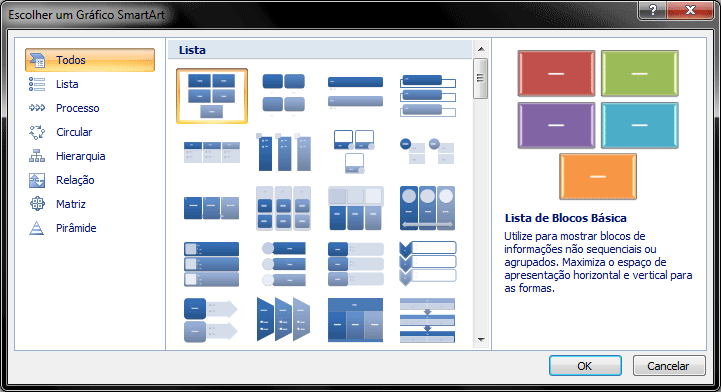 Escolher um Gráfico SmartArt
Todos
Lista
Processo
Circular
Hierarquia
Relação
Matriz
Pirâmide
Lista
Lista de Blocos Básica
Utilize para mostrar blocos de
informações não sequenciais ou
agrupados. Maximiza o espaço de
apresentação horizontal e vertical para
as formas.
OK
Cancelar